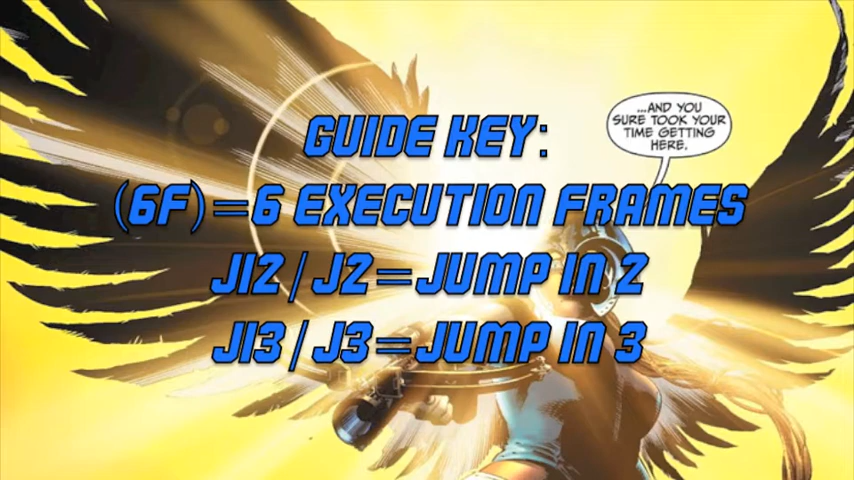 GUIDE KEY:
(6F)=6 EXECUTION FRAMES
JI2/J2=JUMP IN 2
JI3/J3=JUMP IN 3
...AND YOU
SURE TOOK YOUR
TIME GETTING
HERE.